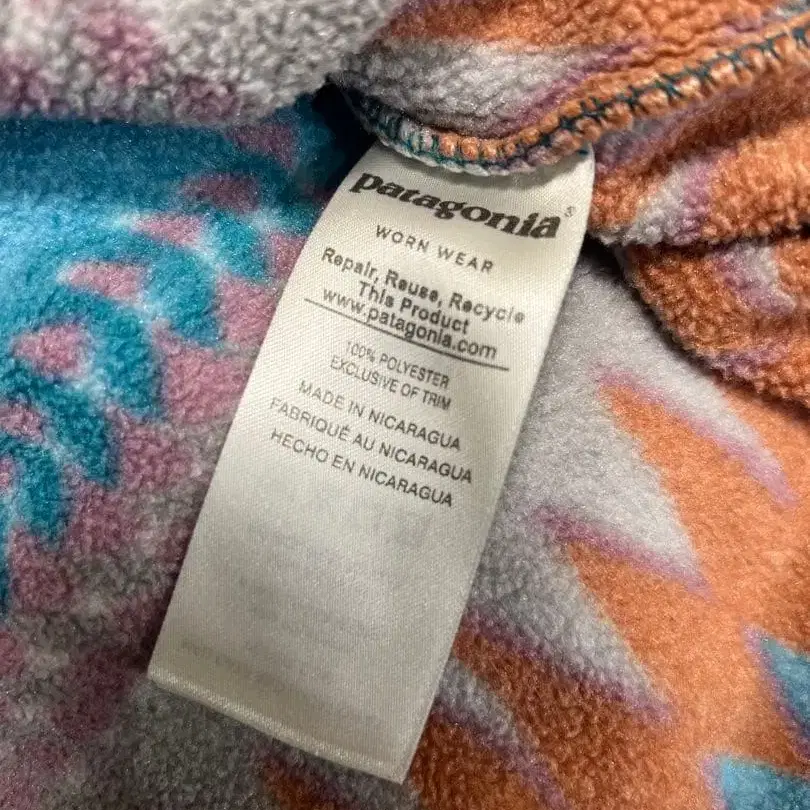 patagonia®
WORN WEAR
Repair, Reuse, Recycle
This Product
www.patagonia.com
100% POLYESTER
EXCLUSIVE OF TRIM
MADE IN NICARAGUA
FABRIQUÉ AU NICARAGUA
HECHO EN NICARAGUA